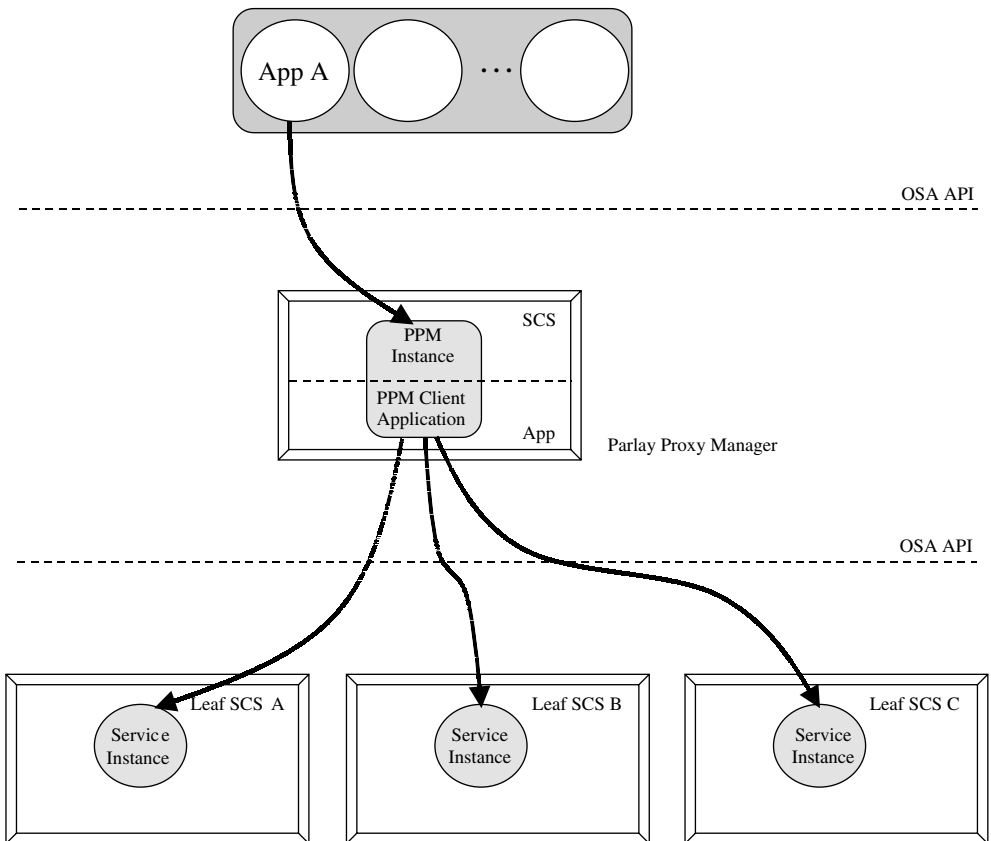 App A
...
OSA API
SCS
PPM
Instance
PPM Client
Application
App
Parlay Proxy Manager
OSA API
Leaf SCS A
Service
Instance
Leaf SCS B
Service
Instance
Leaf SCS C
Service
Instance